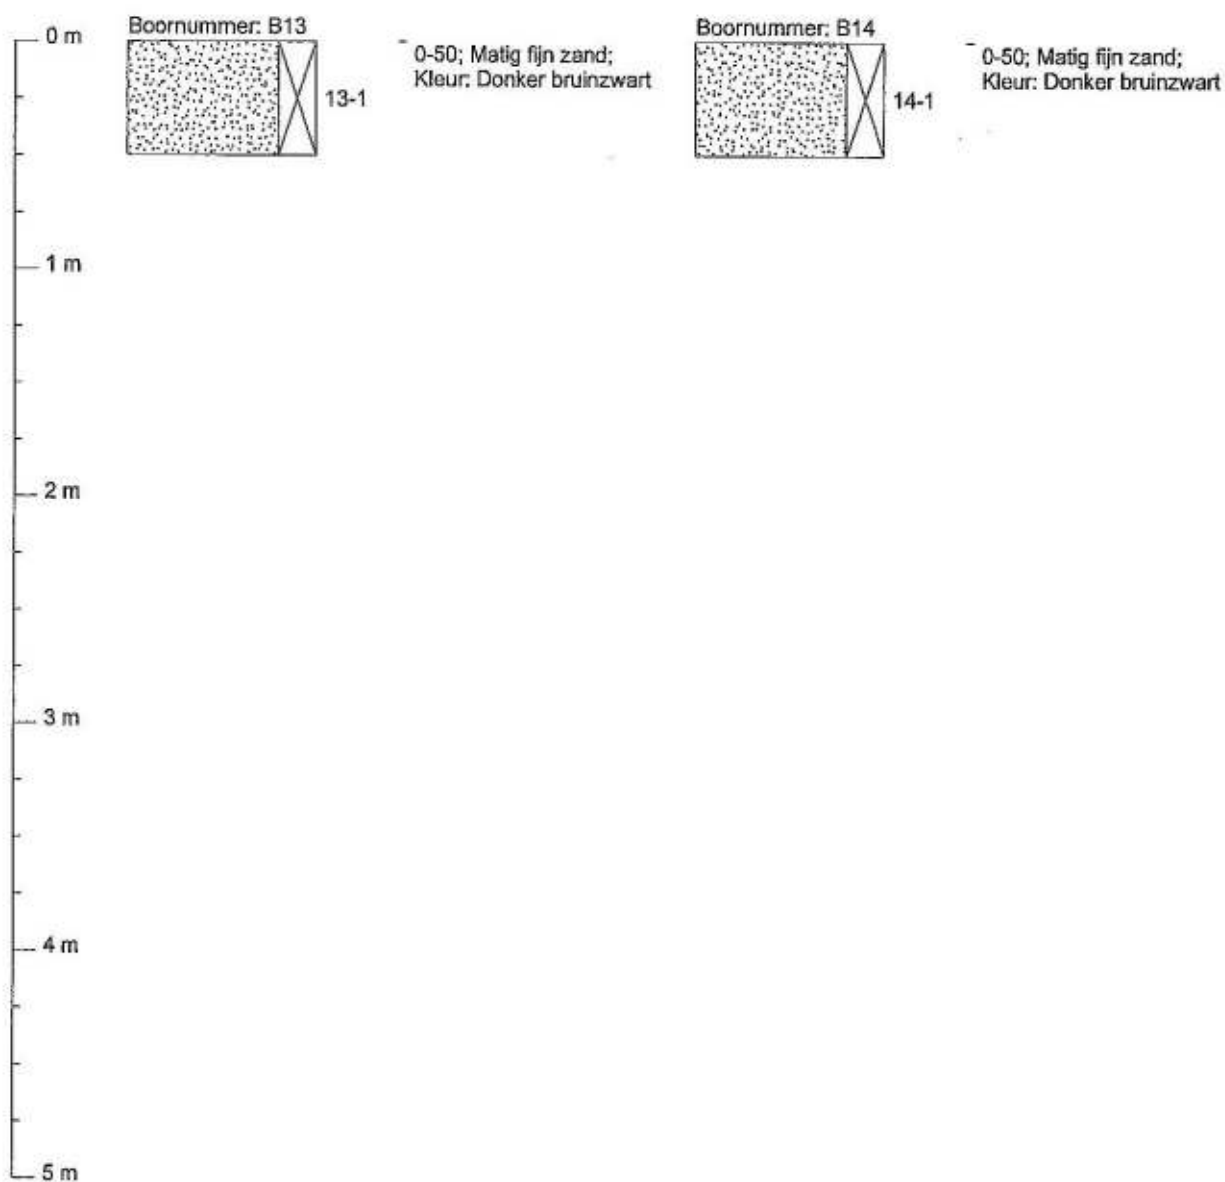 0 m
Boornummer: B13
13-1
0-50; Matig fijn zand;
Kleur: Donker bruinzwart
Boornummer: B14
14-1
0-50; Matig fijn zand;
Kleur: Donker bruinzwart
1 m
2 m
3 m
4 m
5 m